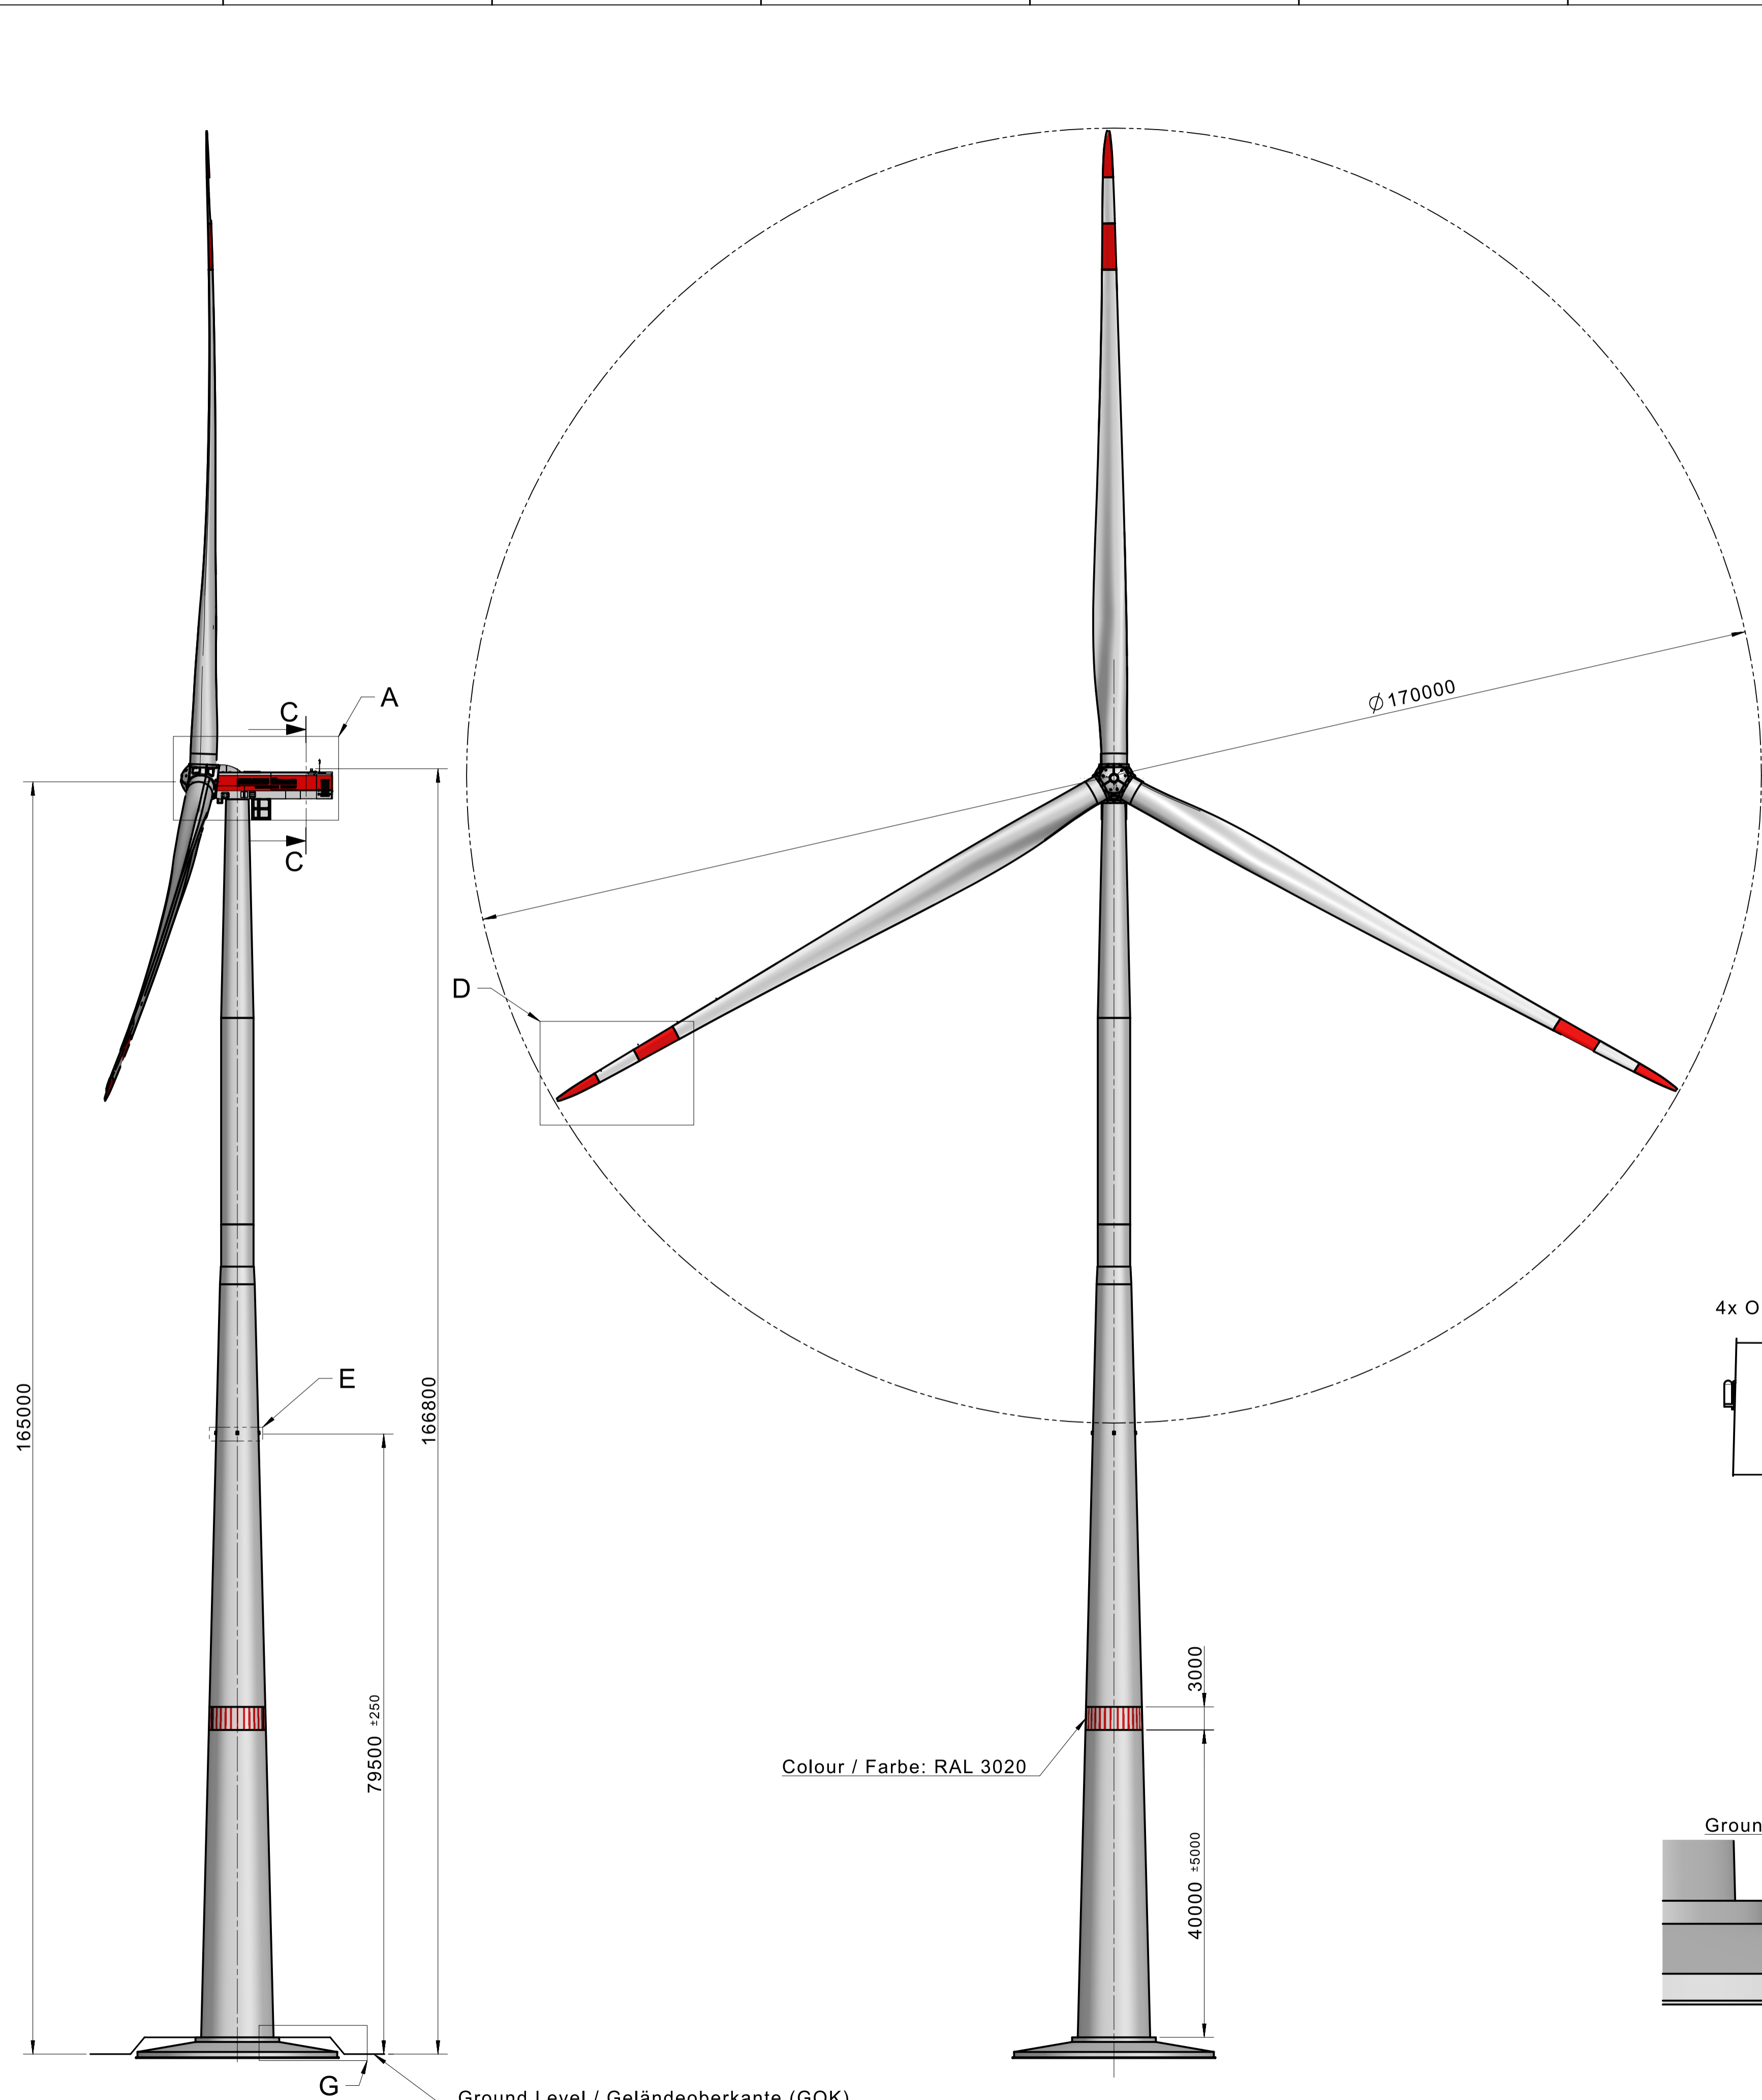 A
C
C
Ø 170000
D
4x O
E
165000
166800
3000
79500 ±250
Colour / Farbe: RAL 3020
40000 ±5000
Groun
G
Ground Level / Geländeoberkante (GOK)